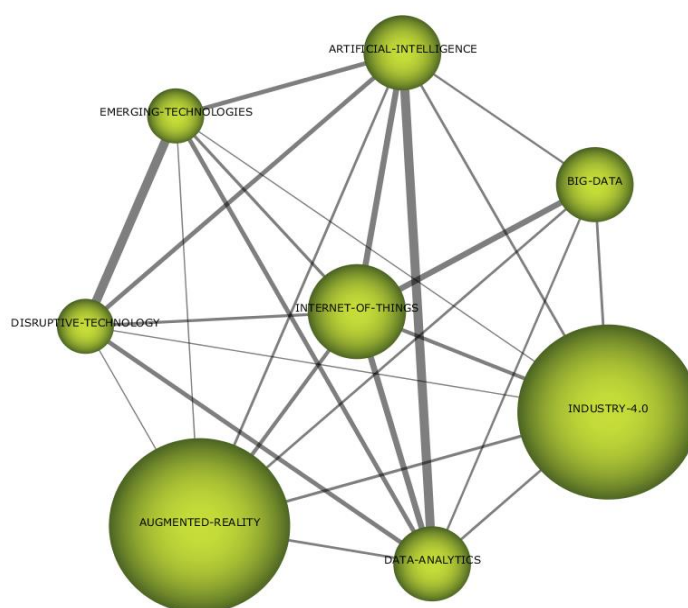 ARTIFICIAL-INTELLIGENCE
EMERGING-TECHNOLOGIES
BIG-DATA
INTERNET-OF-THINGS
DISRUPTIVE-TECHNOLOGY
INDUSTRY-4.0
AUGMENTED-REALITY
DATA-ANALYTICS